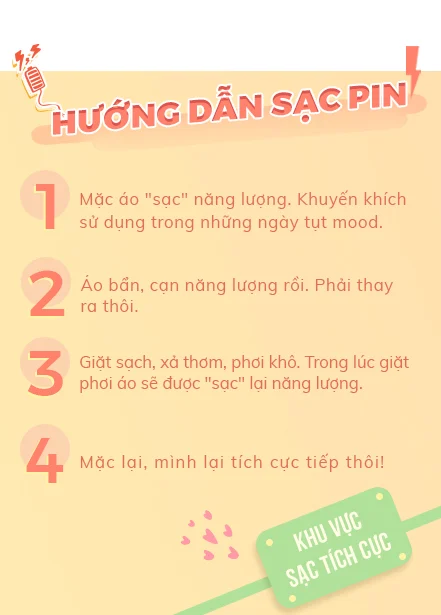 HƯỚNG DẪN SẠC PIN
1
Mặc áo "sạc" năng lượng. Khuyến khích
sử dụng trong những ngày tụt mood.
2
Áo bẩn, cạn năng lượng rồi. Phải thay
ra thôi.
3
Giặt sạch, xả thơm, phơi khô. Trong lúc giặt
phơi áo sẽ được "sạc" lại năng lượng.
4
Mặc lại, mình lại tích cực tiếp thôi!
KHU VỰC
SẠC TÍCH CỰC